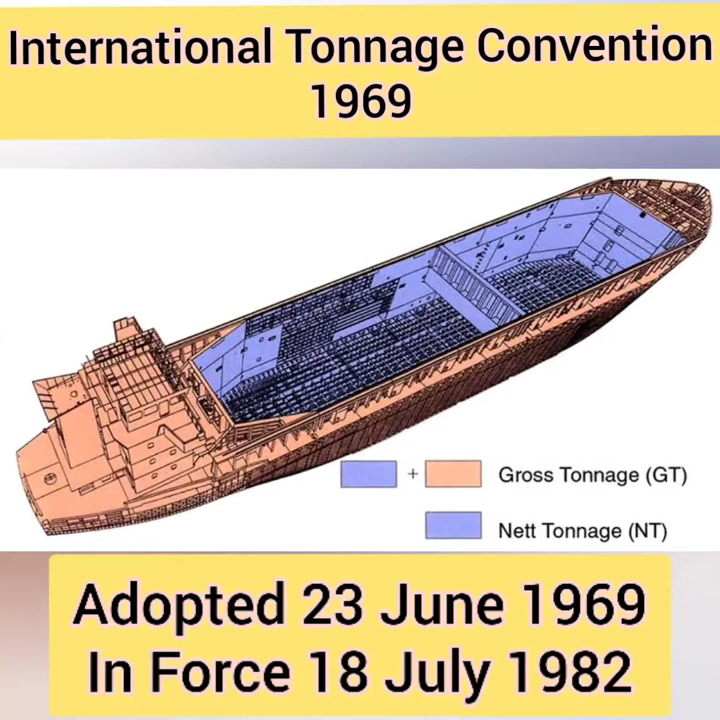 International Tonnage Convention
1969
+ Gross Tonnage (GT)
Nett Tonnage (NT)
Adopted 23 June 1969
In Force 18 July 1982